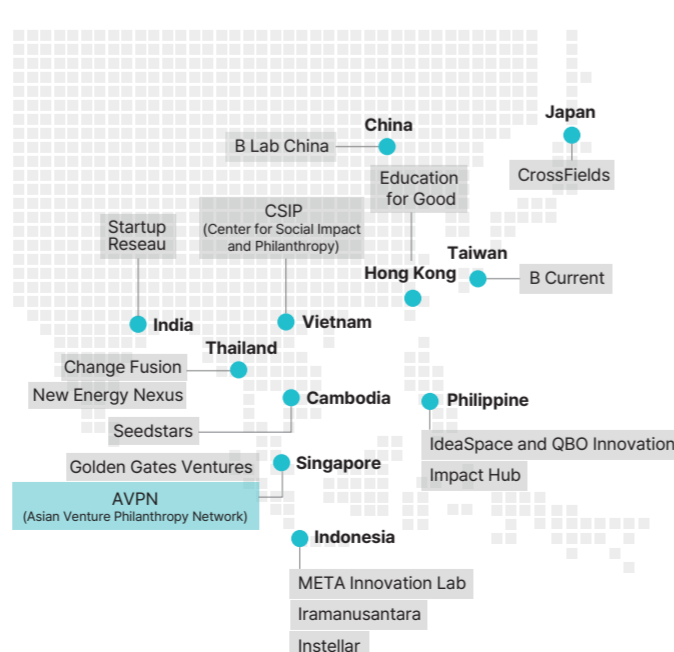 China
B Lab China
Japan
CrossFields
Education
for Good
Hong Kong
CSIP
(Center for Social Impact
and Philanthropy)
Vietnam
Startup
Reseau
India
Taiwan
B Current
Thailand
Change Fusion
New Energy Nexus
Cambodia
Seedstars
Philippine
IdeaSpace and QBO Innovation
Impact Hub
Singapore
Golden Gates Ventures
AVPN
(Asian Venture Philanthropy Network)
Indonesia
META Innovation Lab
Iramanusantara
Instellar